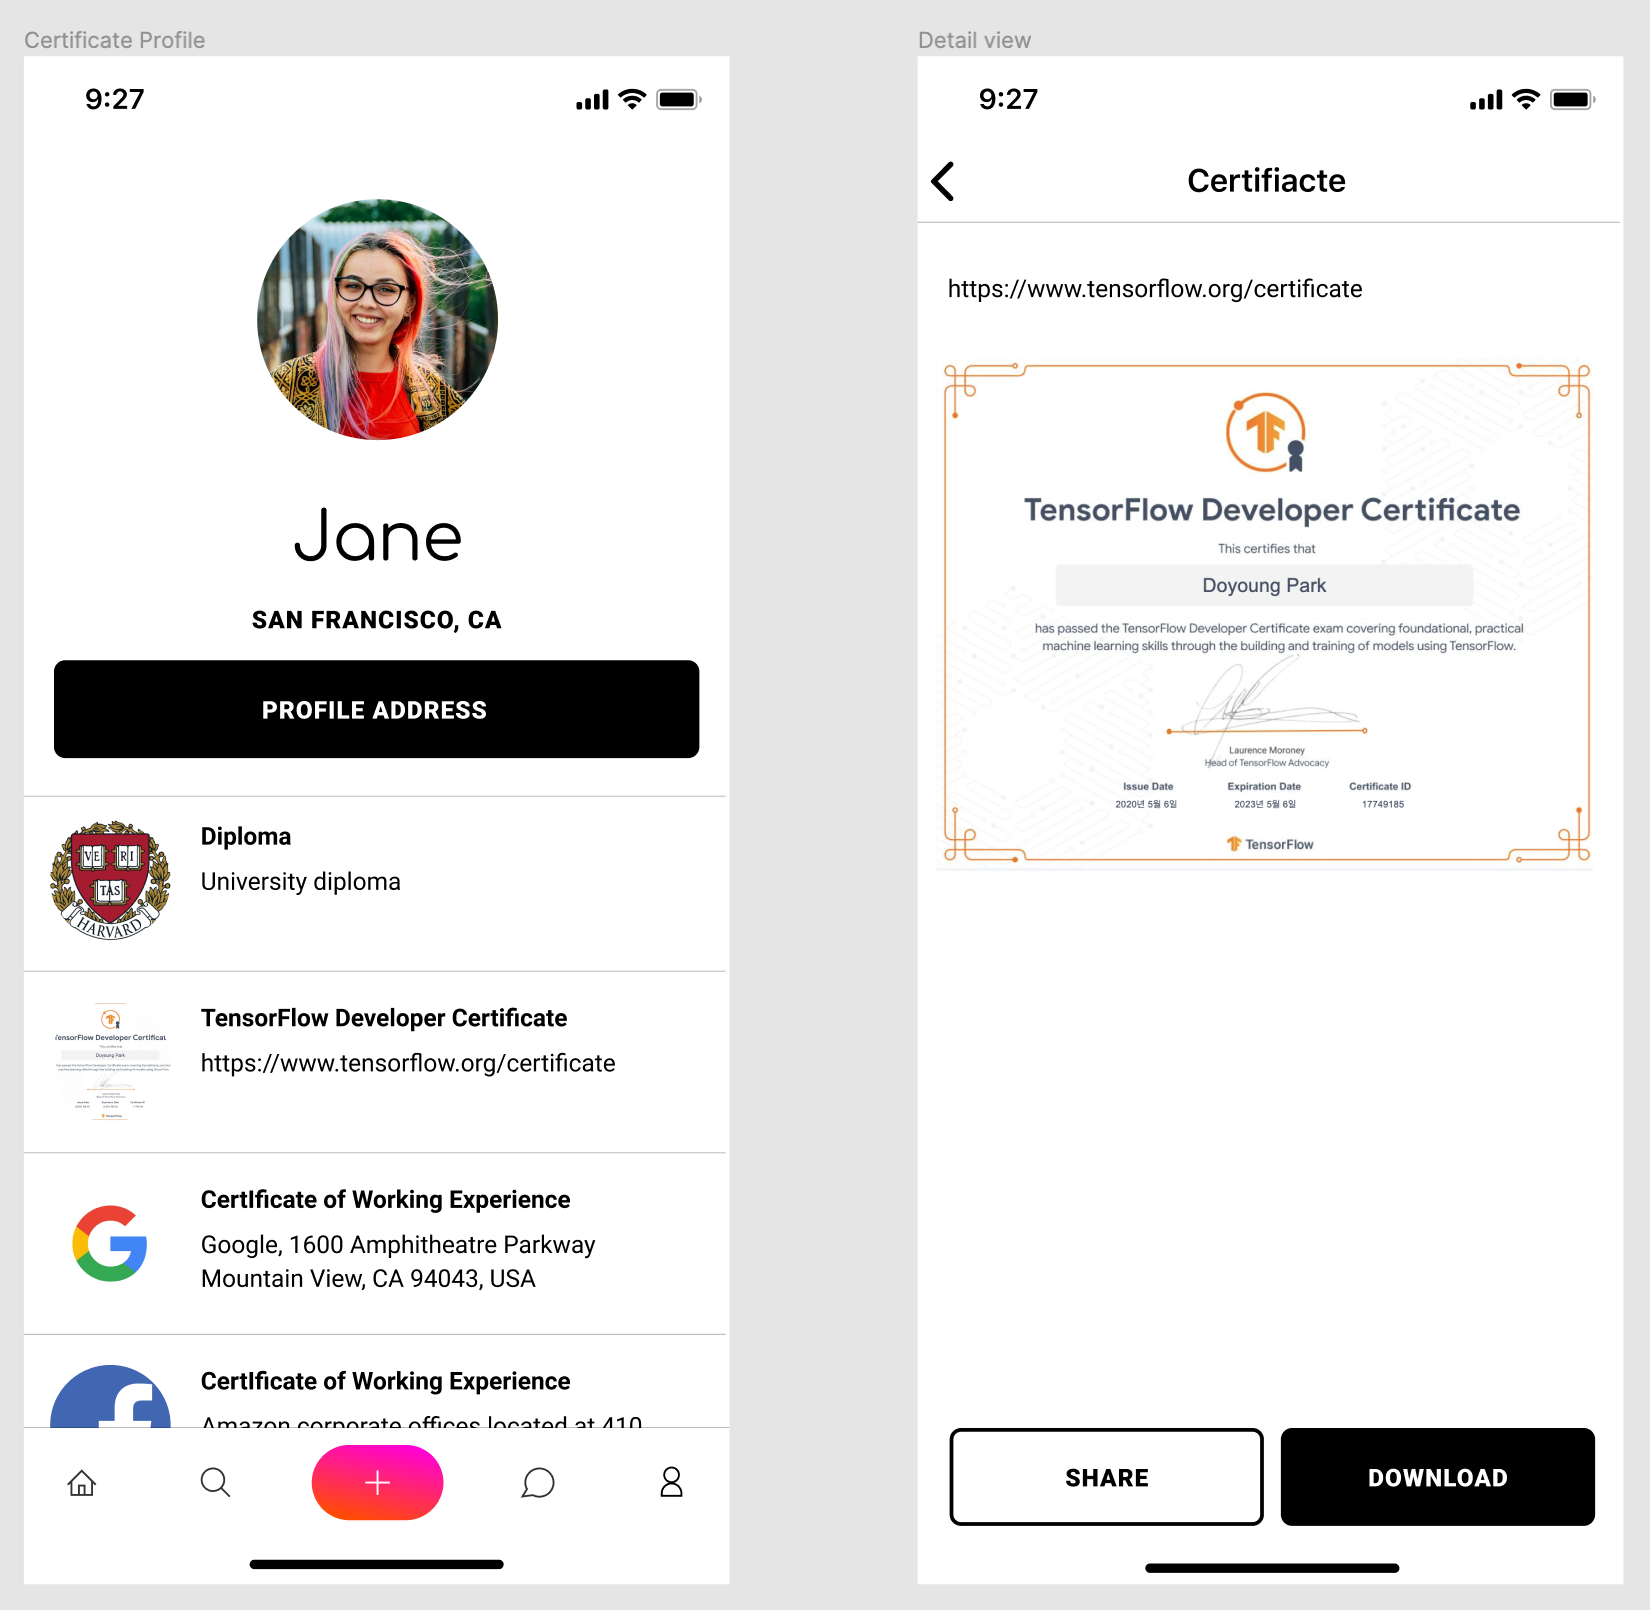 Certificate Profile
9:27
Jane
SAN FRANCISCO, CA
PROFILE ADDRESS
VE RI
TAS
HARVARD
Diploma
University diploma
TensorFlow Developer Certificat
Doyoung Park
TensorFlow Developer Certificate
https://www.tensorflow.org/certificate
CertIficate of Working Experience
Google, 1600 Amphitheatre Parkway
Mountain View, CA 94043, USA
CertIficate of Working Experience
Amazon corporate offices located at 410
Detail view
9:27
Certifiacte
https://www.tensorflow.org/certificate
TensorFlow Developer Certificate
This certifies that
Doyoung Park
has passed the TensorFlow Developer Certificate exam covering foundational, practical
machine learning skills through the building and training of models using TensorFlow.
Laurence Moroney
Head of TensorFlow Advocacy
Issue Date Expiration Date Certificate ID
2020년 5월 6일 2023년 5월 6일 17749185
TensorFlow
SHARE
DOWNLOAD